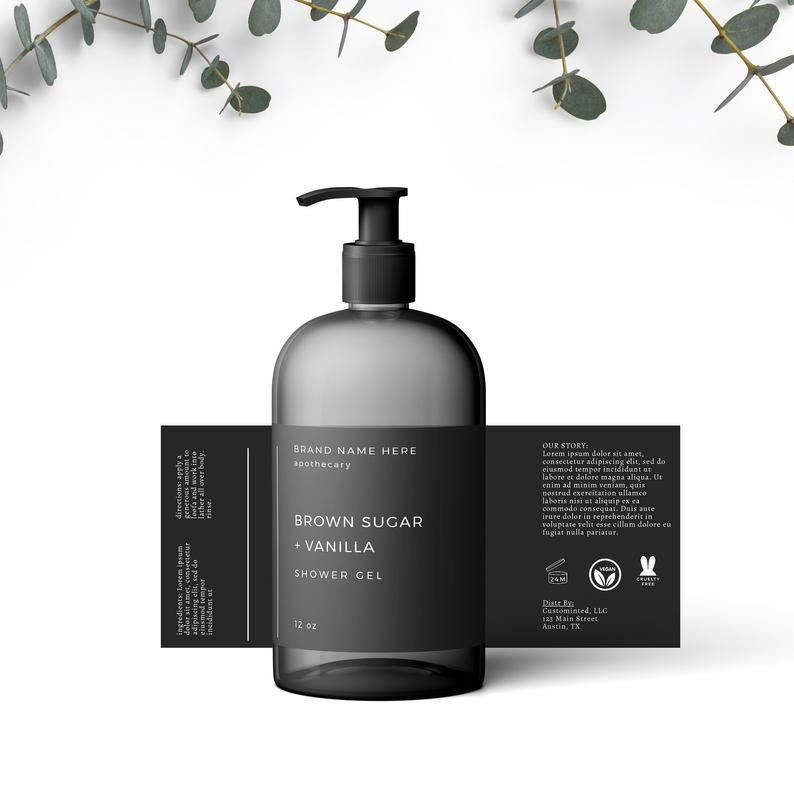 directions: apply a
generous amount to
loofa and work into
lather all over body.
rinse.
ingredients: Lorem ipsum
dolor sit amet, consectetur
adipiscing elit, sed do
eiusmod tempor
incididunt ut
BRAND NAME HERE
apothecary
BROWN SUGAR
+ VANILLA
SHOWER GEL
12 oz
OUR STORY:
Lorem ipsum dolor sit amet,
consectetur adipiscing elit, sed do
eiusmod tempor incididunt ut
labore et dolore magna aliqua. Ut
enim ad minim veniam, quis
nostrud exercitation ullamco
laboris nisi ut aliquip ex ea
commodo consequat. Duis aute
irure dolor in reprehenderit in
voluptate velit esse cillum dolore eu
fugiat nulla pariatur.
24M
VEGAN
CRUELTY
FREE
Distr By:
Custominted, LLC
123 Main Street
Austin, TX